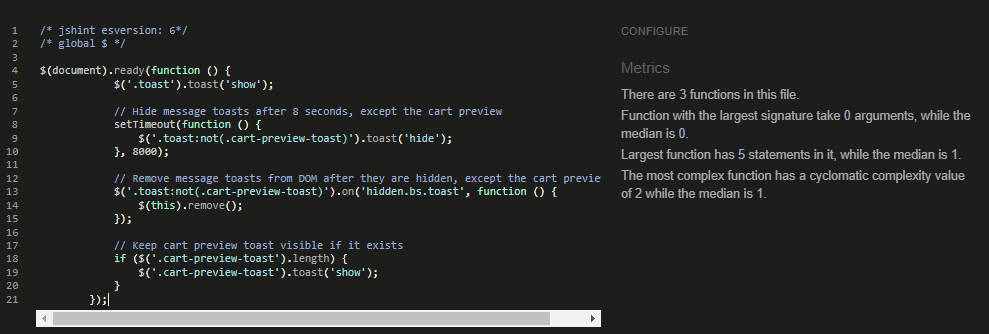 1 /* jshint esversion: 6*/
2 /* global $ */
3
4 $(document).ready(function () {
5 $('.toast').toast('show');
6
7 // Hide message toasts after 8 seconds, except the cart preview
8 setTimeout(function () {
9 $('.toast:not(.cart-preview-toast)').toast('hide');
10 }, 8000);
11
12 // Remove message toasts from DOM after they are hidden, except the cart previe
13 $('.toast:not(.cart-preview-toast)').on('hidden.bs.toast', function () {
14 $(this).remove();
15 });
16
17 // Keep cart preview toast visible if it exists
18 if ($('.cart-preview-toast').length) {
19 $('.cart-preview-toast').toast('show');
20 }
21 });
CONFIGURE
Metrics
There are 3 functions in this file.
Function with the largest signature take 0 arguments, while the
median is 0.
Largest function has 5 statements in it, while the median is 1.
The most complex function has a cyclomatic complexity value
of 2 while the median is 1.